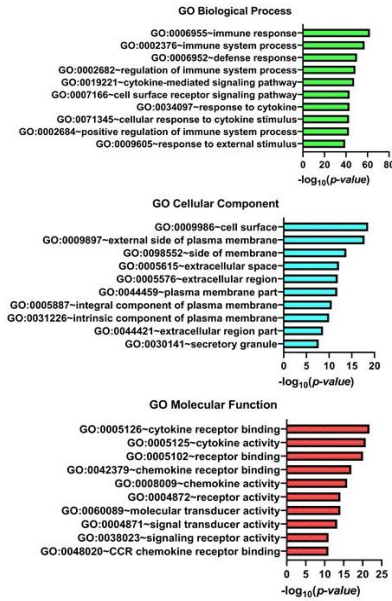 GO Biological Process
GO:0006955~immune response
GO:0002376~immune system process
GO:0006952~defense response
GO:0002682~regulation of immune system process
GO:0019221~cytokine-mediated signaling pathway
GO:0007166~cell surface receptor signaling pathway
GO:0034097~response to cytokine
GO:0071345~cellular response to cytokine stimulus
GO:0002684~positive regulation of immune system process
GO:0009605~response to external stimulus
0 20 40 60 80
-log10(p-value)
GO Cellular Component
GO:0009986~cell surface
GO:0009897~external side of plasma membrane
GO:0098552~side of membrane
GO:0005615~extracellular space
GO:0005576~extracellular region
GO:0044459~plasma membrane part
GO:0005887~integral component of plasma membrane
GO:0031226~intrinsic component of plasma membrane
GO:0044421~extracellular region part
GO:0030141~secretory granule
0 5 10 15 20
-log10(p-value)
GO Molecular Function
GO:0005126~cytokine receptor binding
GO:0005125~cytokine activity
GO:0005102~receptor binding
GO:0042379~chemokine receptor binding
GO:0008009~chemokine activity
GO:0004872~receptor activity
GO:0060089~molecular transducer activity
GO:0004871~signal transducer activity
GO:0038023~signaling receptor activity
GO:0048020~CCR chemokine receptor binding
0 5 10 15 20 25
-log10(p-value)